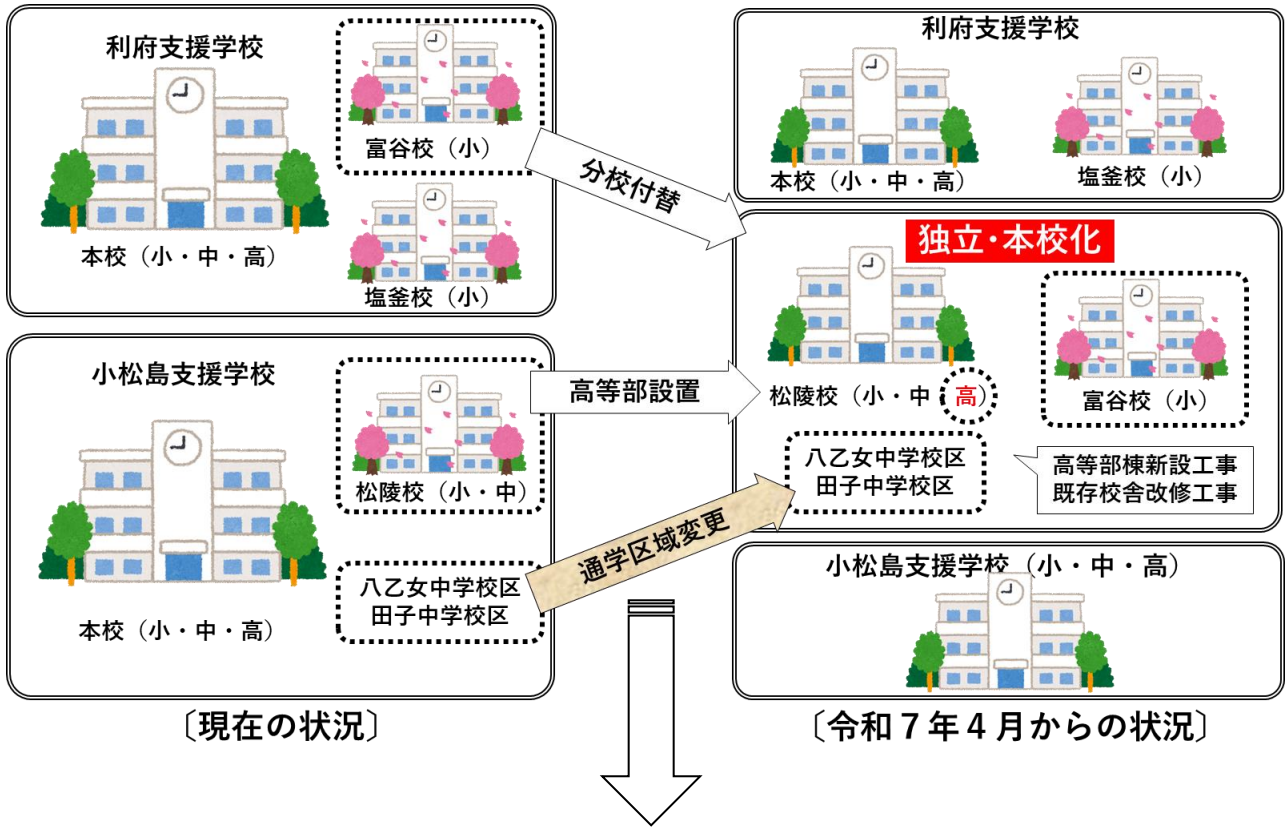 利府支援学校
富谷校（小）
本校（小・中・高）
塩釜校（小）
小松島支援学校
松陵校（小・中）
本校（小・中・高）
八乙女中学校区
田子中学校区
〔現在の状況〕
分校付替
高等部設置
通学区域変更
利府支援学校
本校（小・中・高）
塩釜校（小）
独立・本校化
松陵校（小・中・高）
富谷校（小）
八乙女中学校区
田子中学校区
高等部棟新設工事
既存校舎改修工事
小松島支援学校（小・中・高）
〔令和７年４月からの状況〕